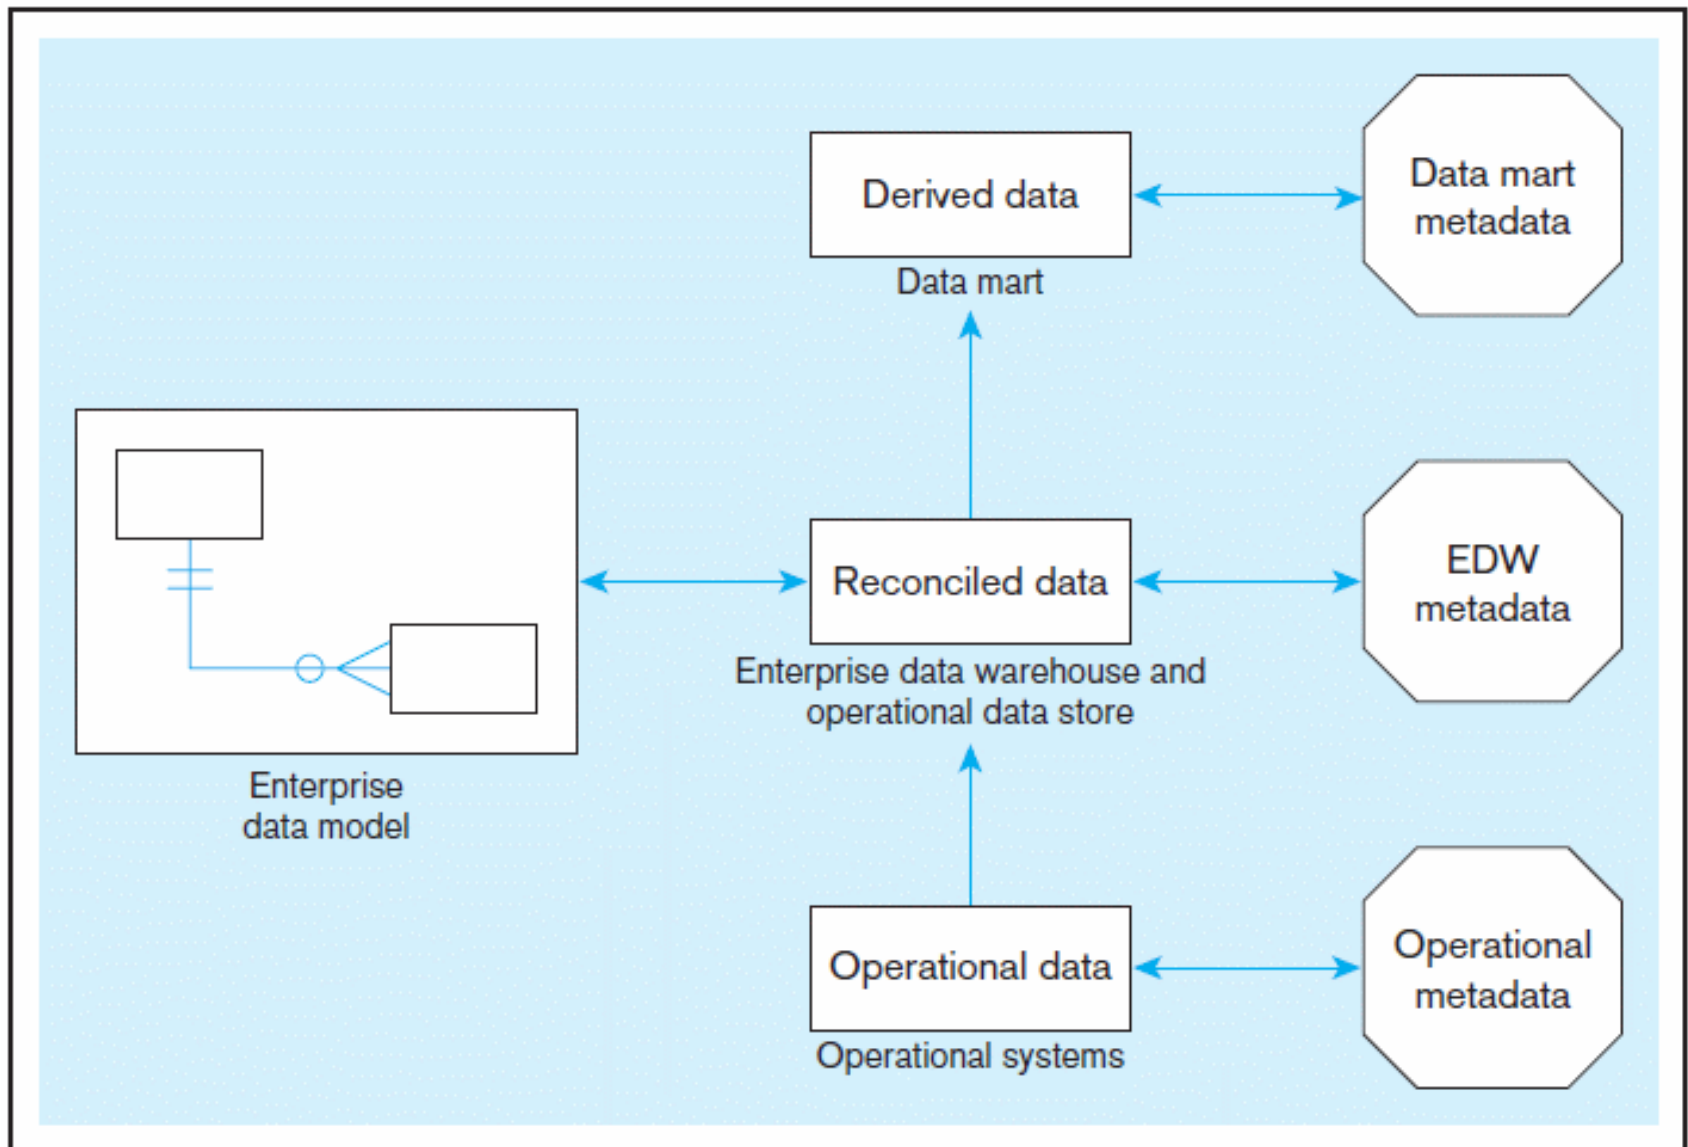 Derived data
Data mart
Data mart
metadata
Reconciled data
Enterprise data warehouse and
operational data store
EDW
metadata
Enterprise
data model
Operational data
Operational systems
Operational
metadata